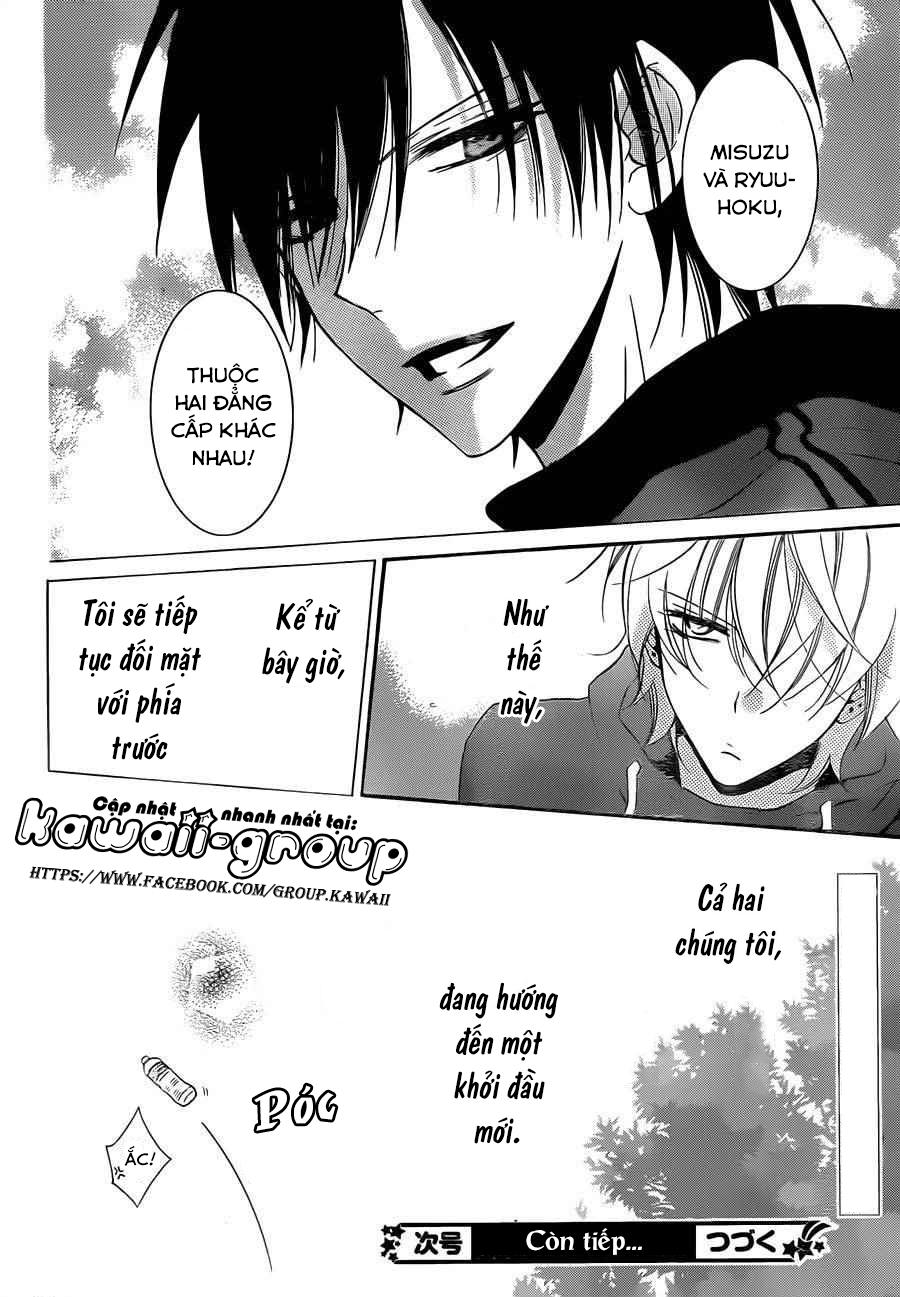 MISUZU
VÀ RYUU-
HOKU,
THUỘC
HAI ĐẲNG
CẤP KHÁC
NHAU!
Như
thế
này,
Kể từ
bây giờ,
Tôi sẽ tiếp
tục đối mặt
với phía
trước
Cập nhật nhanh nhất tại:
kawaii-group
HTTPS://WWW.FACEBOOK.COM/GROUP.KAWAII
Cả hai
chúng tôi,
đang hướng
đến một
khởi đầu
mới.
PÓC
ẮC!
次号 Còn tiếp... つづく